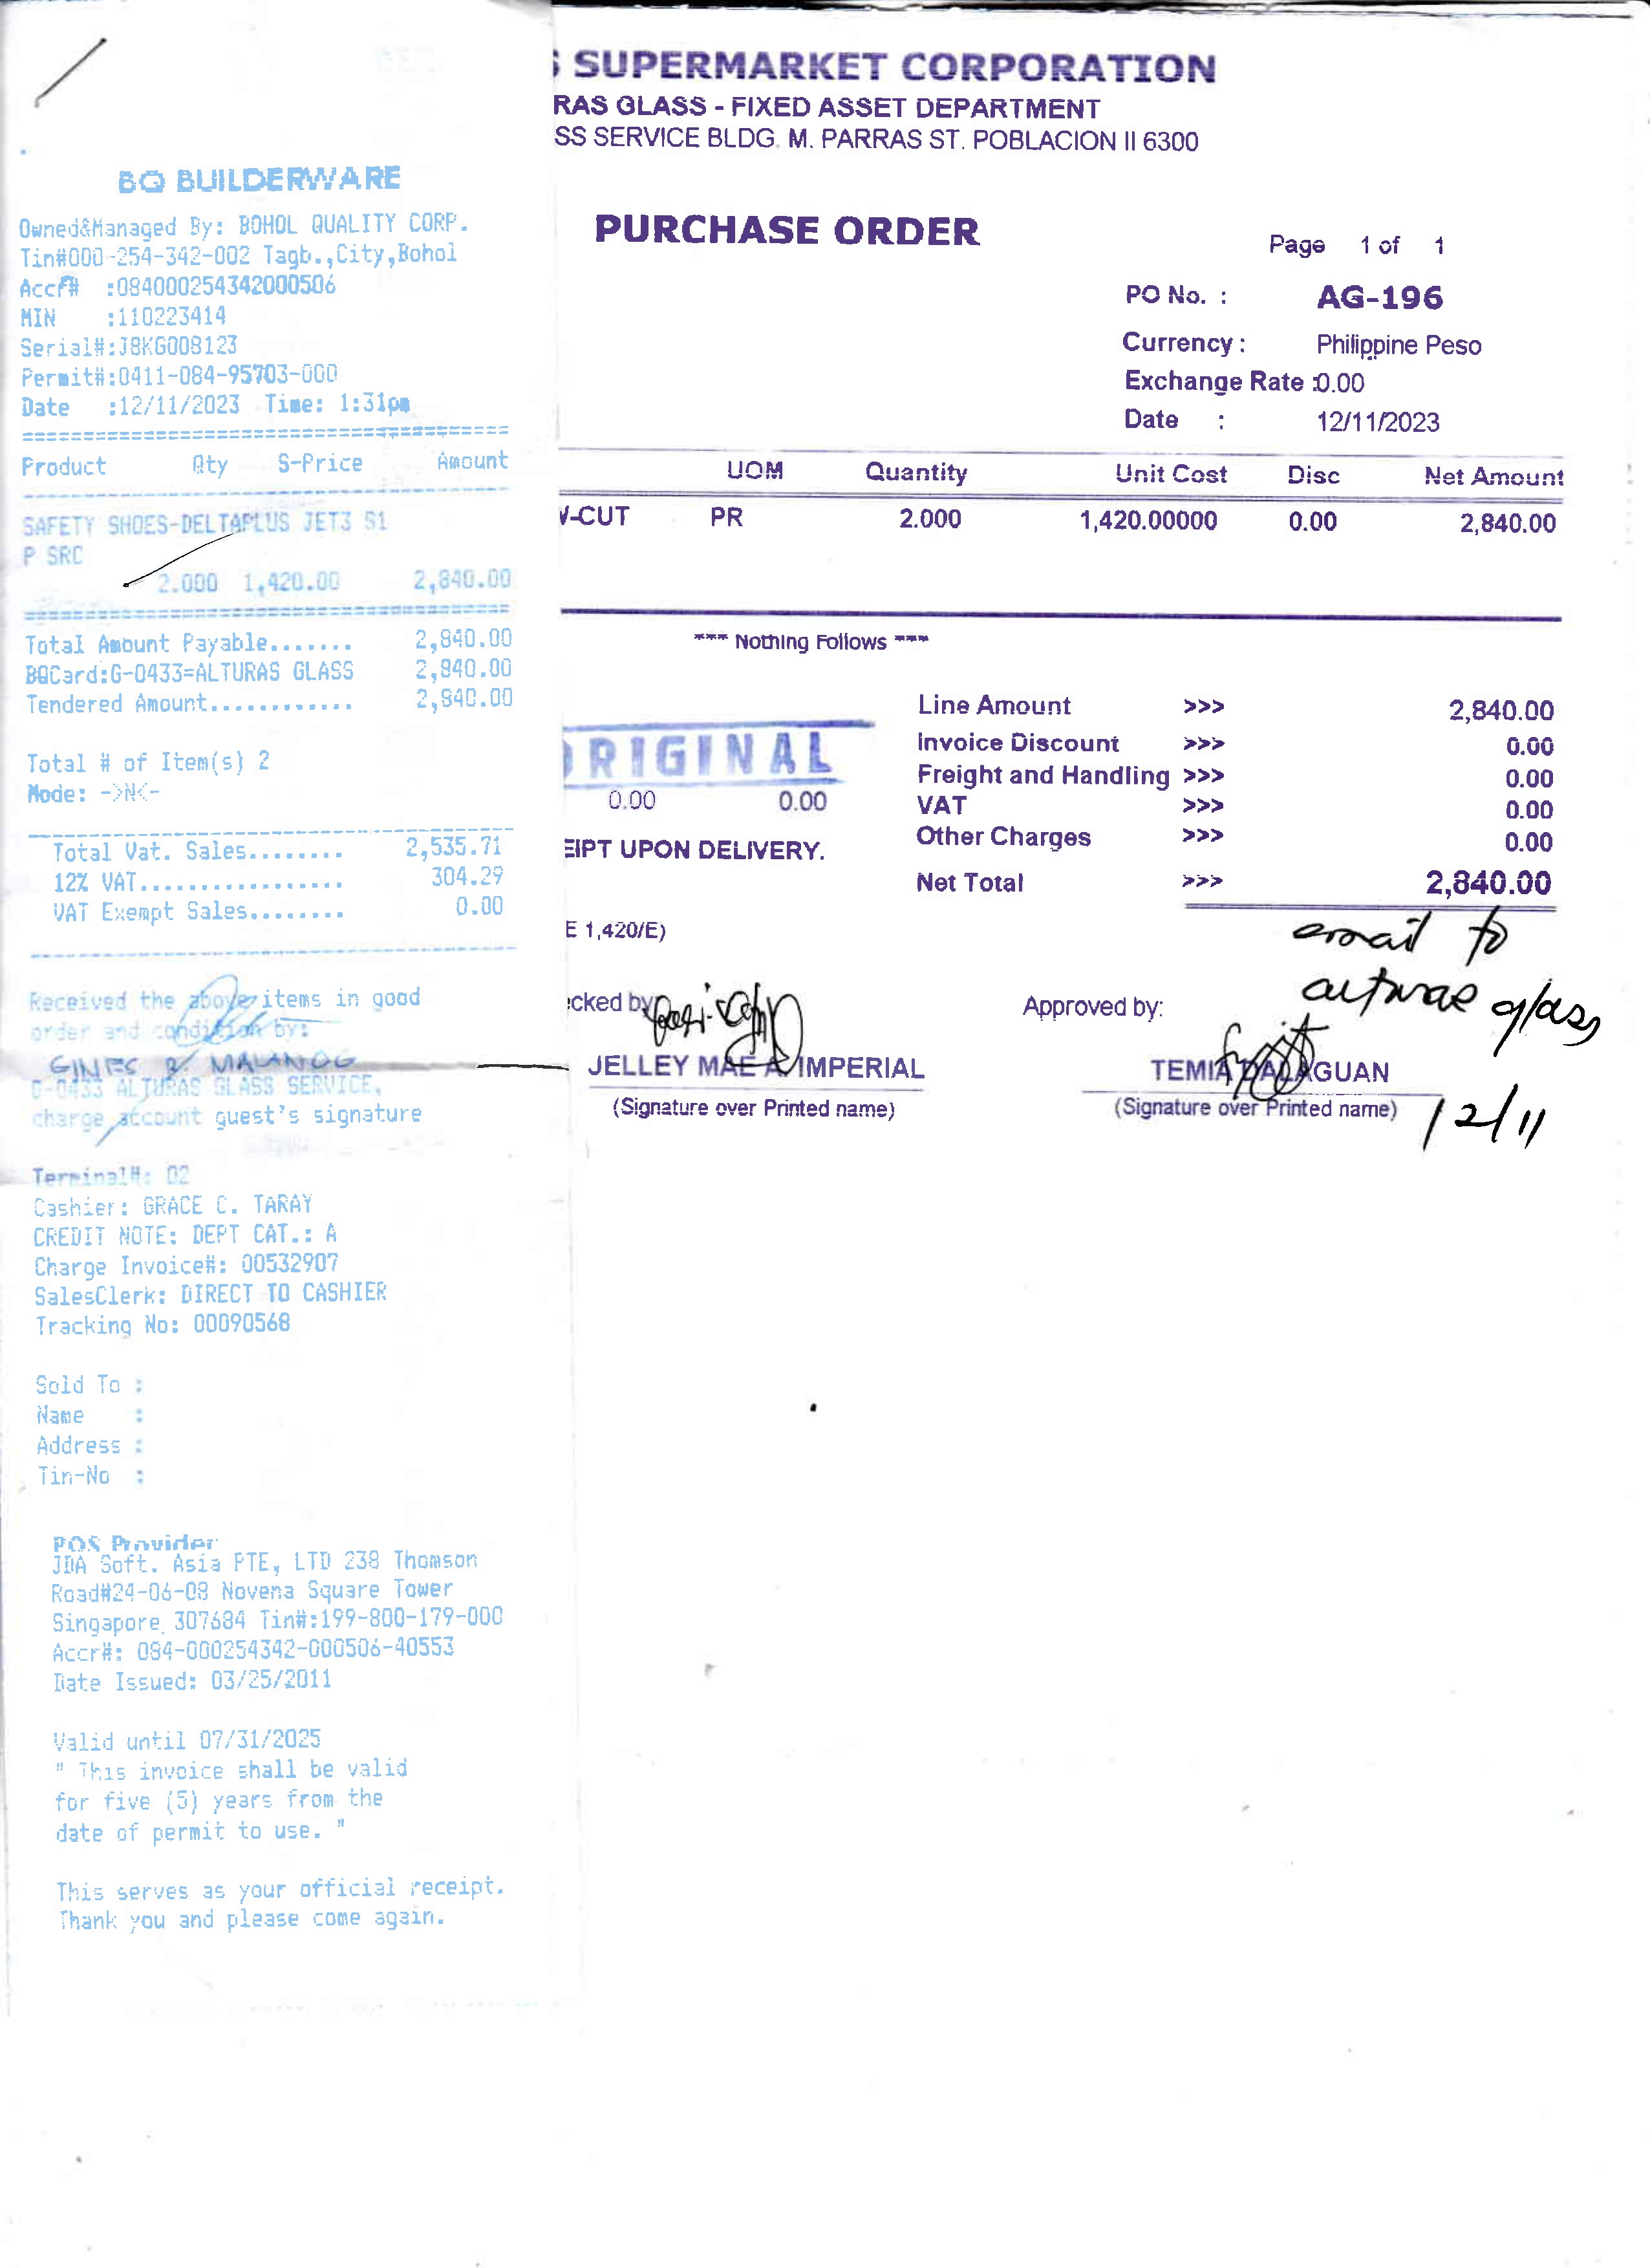 BQ BUILDERWARE
Owned&Managed By: BOHOL QUALITY CORP.
Tin#000-254-342-002 Tagb.,City,Bohol
Accr# :084000254342000506
MIN :110223414
Serial#:J8KG008123
Permit#:0411-084-95703-000
Date :12/11/2023 Time: 1:31pm
Product Qty S-Price Amount
SAFETY SHOES-DELTAPLUS JET3 S1
P SRC
2.000 1,420.00 2,840.00
Total Amount Payable....... 2,840.00
BQCard:G-0433=ALTURAS GLASS 2,840.00
Tendered Amount............ 2,840.00
Total # of Item(s) 2
Mode: ->N<-
Total Vat. Sales........ 2,535.71
12% VAT................. 304.29
VAT Exempt Sales........ 0.00
Received the above items in good
order and condition by:
GINES R. MALANOG
G-0433 ALTURAS GLASS SERVICE,
charge account guest's signature
Terminal#: 02
Cashier: GRACE C. TARAY
CREDIT NOTE: DEPT CAT.: A
Charge Invoice#: 00532907
SalesClerk: DIRECT TO CASHIER
Tracking No: 00090568
Sold To :
Name :
Address :
Tin-No :
POS Provider
JDA Soft. Asia PTE, LTD 238 Thomson
Road#24-06-08 Novena Square Tower
Singapore 307684 Tin#:199-800-179-000
Accr#: 084-000254342-000506-40553
Date Issued: 03/25/2011
Valid until 07/31/2025
" This invoice shall be valid
for five (5) years from the
date of permit to use. "
This serves as your official receipt.
Thank you and please come again.
S SUPERMARKET CORPORATION
RAS GLASS - FIXED ASSET DEPARTMENT
SS SERVICE BLDG. M. PARRAS ST. POBLACION II 6300
PURCHASE ORDER
Page 1 of 1
PO No. : AG-196
Currency : Philippine Peso
Exchange Rate :0.00
Date : 12/11/2023
UOM Quantity Unit Cost Disc Net Amount
W-CUT PR 2.000 1,420.00000 0.00 2,840.00
*** Nothing Follows ***
ORIGINAL
0.00 0.00
EIPT UPON DELIVERY.
E 1,420/E)
Line Amount >>> 2,840.00
Invoice Discount >>> 0.00
Freight and Handling >>> 0.00
VAT >>> 0.00
Other Charges >>> 0.00
Net Total >>> 2,840.00
email to
alturas glass
cked by
JELLEY MAE A IMPERIAL
(Signature over Printed name)
Approved by:
TEMIA DALAGUAN
(Signature over Printed name)
12/11